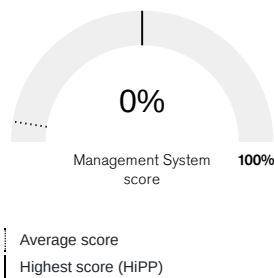 0%
Management System
score
100%
Average score
Highest score (HiPP)